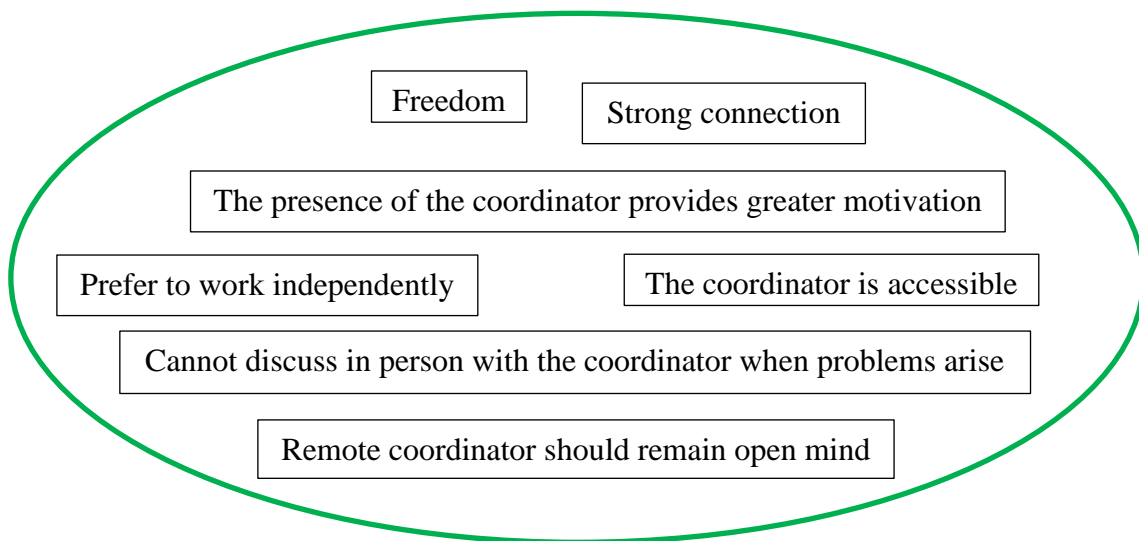 Freedom
Strong connection
The presence of the coordinator provides greater motivation
Prefer to work independently
The coordinator is accessible
Cannot discuss in person with the coordinator when problems arise
Remote coordinator should remain open mind